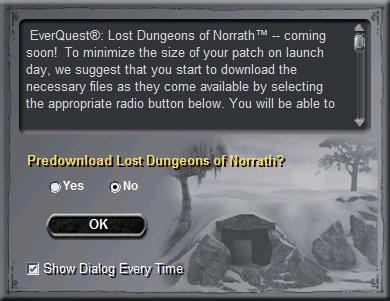 EverQuest®: Lost Dungeons of Norrath™ -- coming
soon! To minimize the size of your patch on launch
day, we suggest that you start to download the
necessary files as they come available by selecting
the appropriate radio button below. You will be able to
Predownload Lost Dungeons of Norrath?
Yes No
OK
Show Dialog Every Time